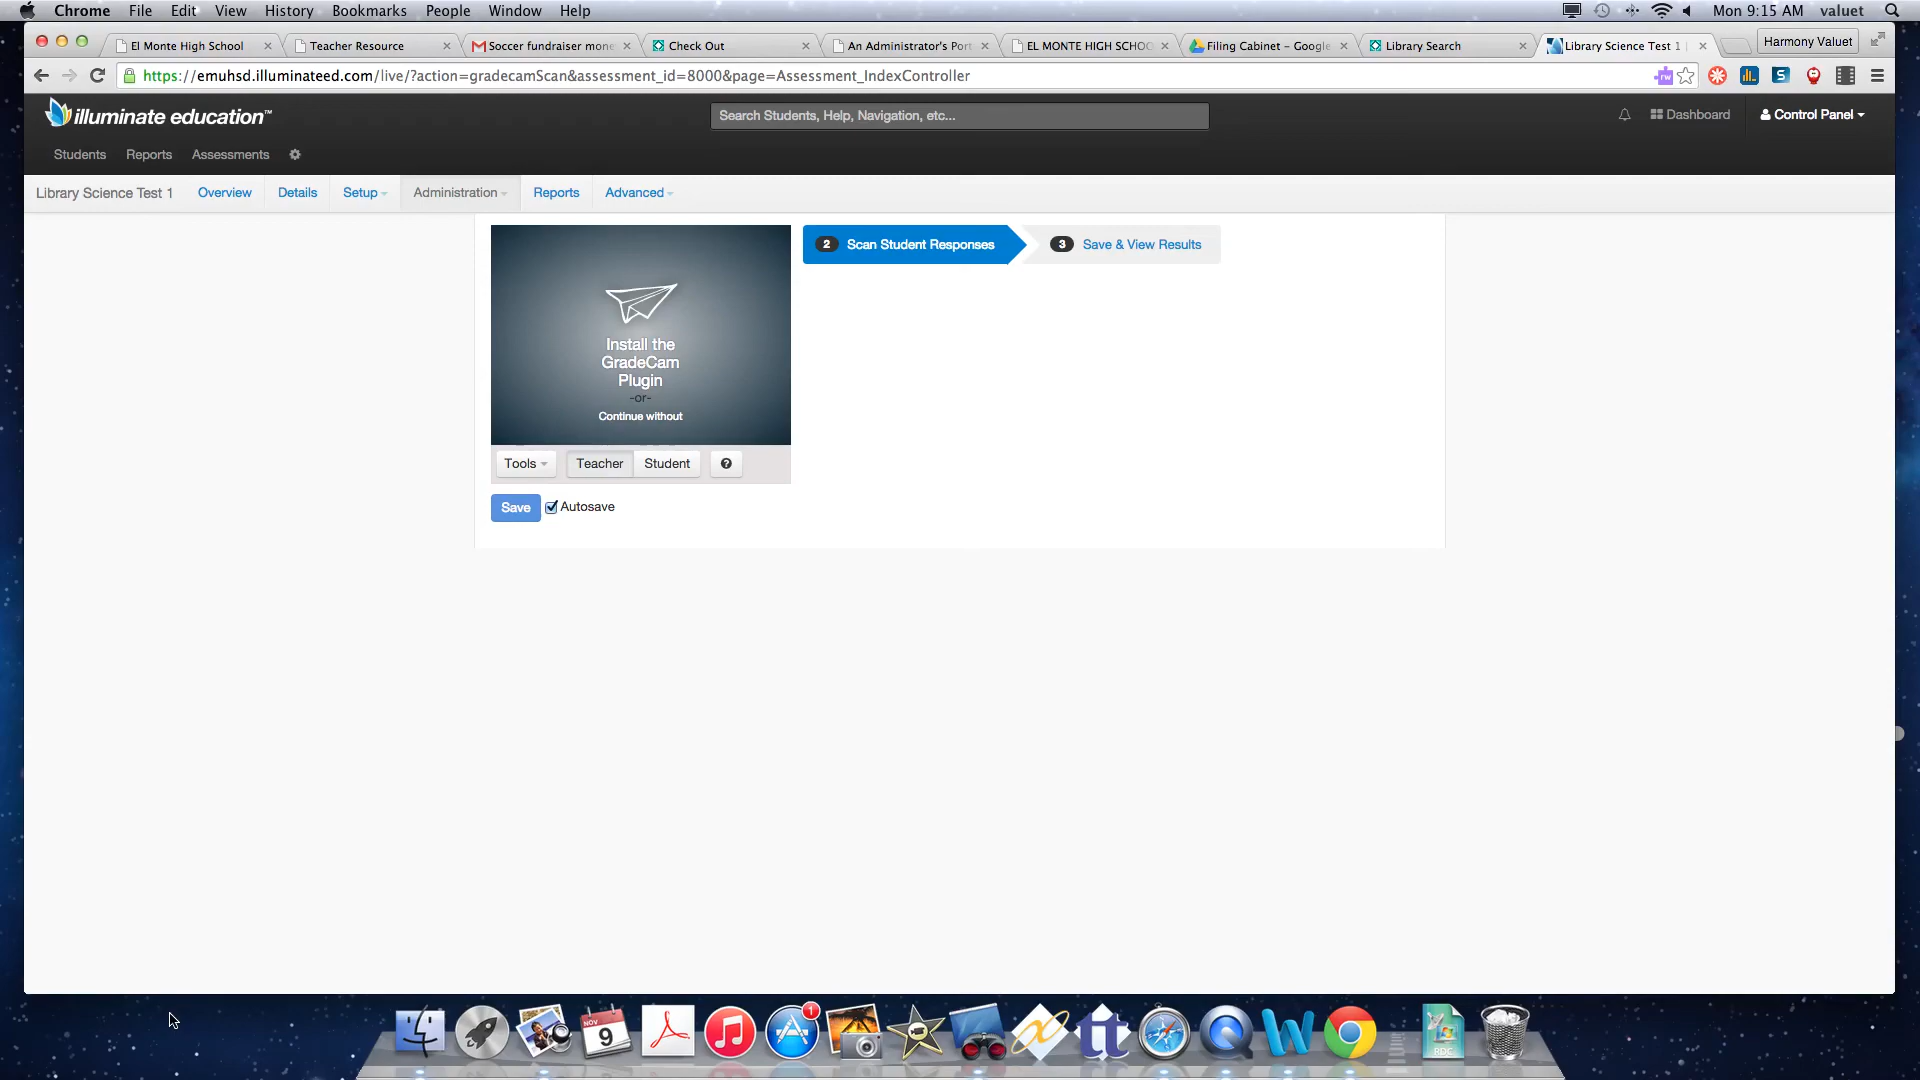 Chrome File Edit View History Bookmarks People Window Help Mon 9:15 AM valuet
El Monte High School Teacher Resource Soccer fundraiser mone Check Out An Administrator's Port EL MONTE HIGH SCHOO Filing Cabinet – Google Library Search Library Science Test 1 Harmony Valuet
https://emuhsd.illuminateed.com/live/?action=gradecamScan&assessment_id=8000&page=Assessment_IndexController
illuminate education™ Search Students, Help, Navigation, etc... Dashboard Control Panel
Students Reports Assessments
Library Science Test 1 Overview Details Setup Administration Reports Advanced
2 Scan Student Responses 3 Save & View Results
Install the
GradeCam
Plugin
-or-
Continue without
Tools Teacher Student
Save Autosave
1
NOV
9
RDC